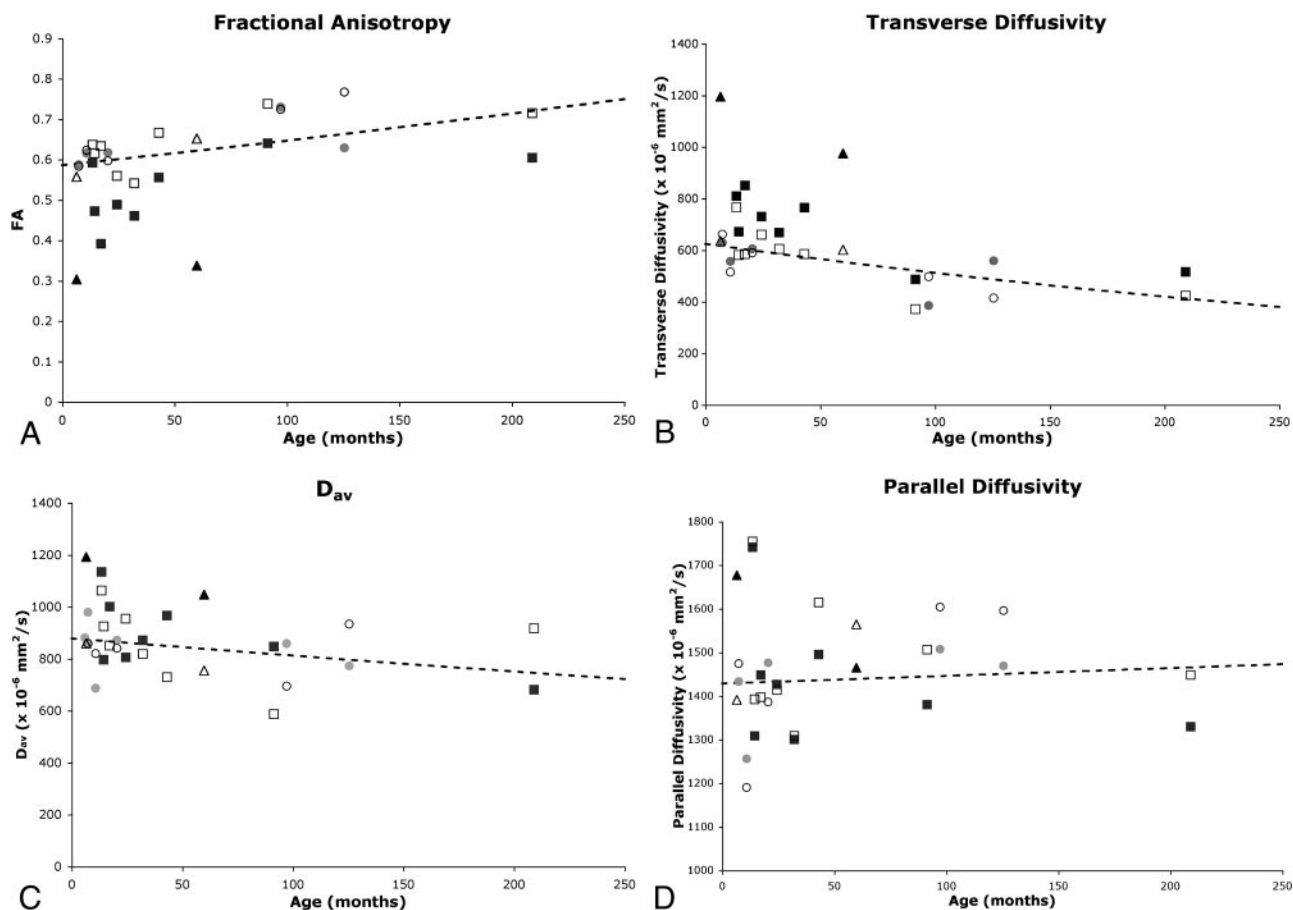 Fractional Anisotropy
0.9
0.8
0.7
0.6
0.5
0.4
0.3
0.2
0.1
0
FA
0 50 100 150 200 250
Age (months)
A
Transverse Diffusivity
1400
1200
1000
800
600
400
200
0
Transverse Diffusivity (x 10⁻⁶ mm²/s)
0 50 100 150 200 250
Age (months)
B
Dₐᵥ
1400
1200
1000
800
600
400
200
0
Dₐᵥ (x 10⁻⁶ mm²/s)
0 50 100 150 200 250
Age (months)
C
Parallel Diffusivity
1800
1700
1600
1500
1400
1300
1200
1100
1000
Parallel Diffusivity (x 10⁻⁶ mm²/s)
0 50 100 150 200 250
Age (months)
D